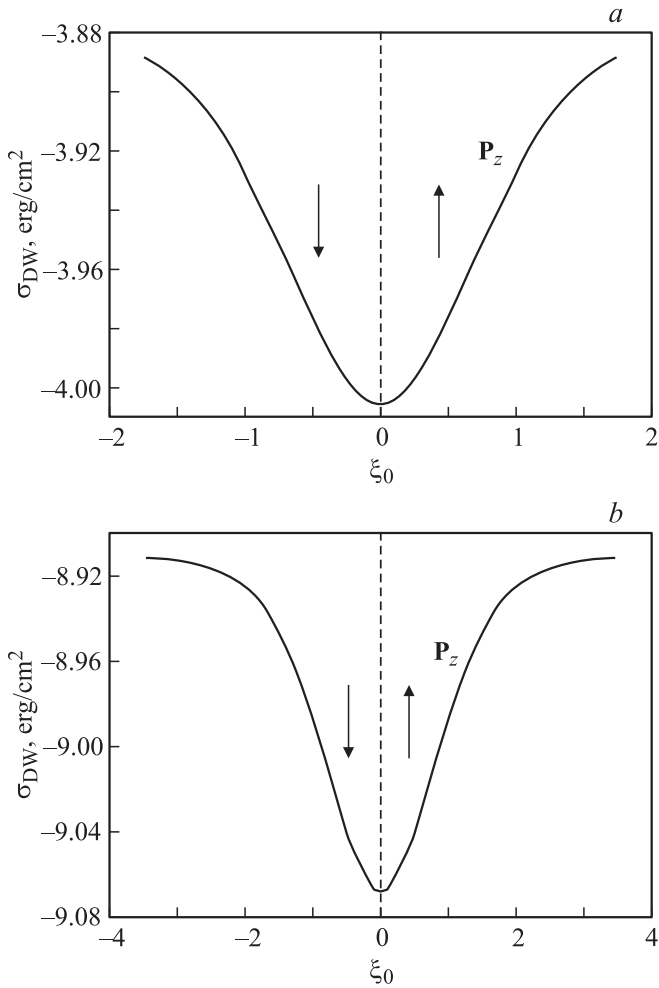 a
–3.88
–3.92
–3.96
–4.00
σDW, erg/cm²
Pz
–2 –1 0 1 2
ξ₀
b
–8.92
–8.96
–9.00
–9.04
–9.08
σDW, erg/cm²
Pz
–4 –2 0 2 4
ξ₀